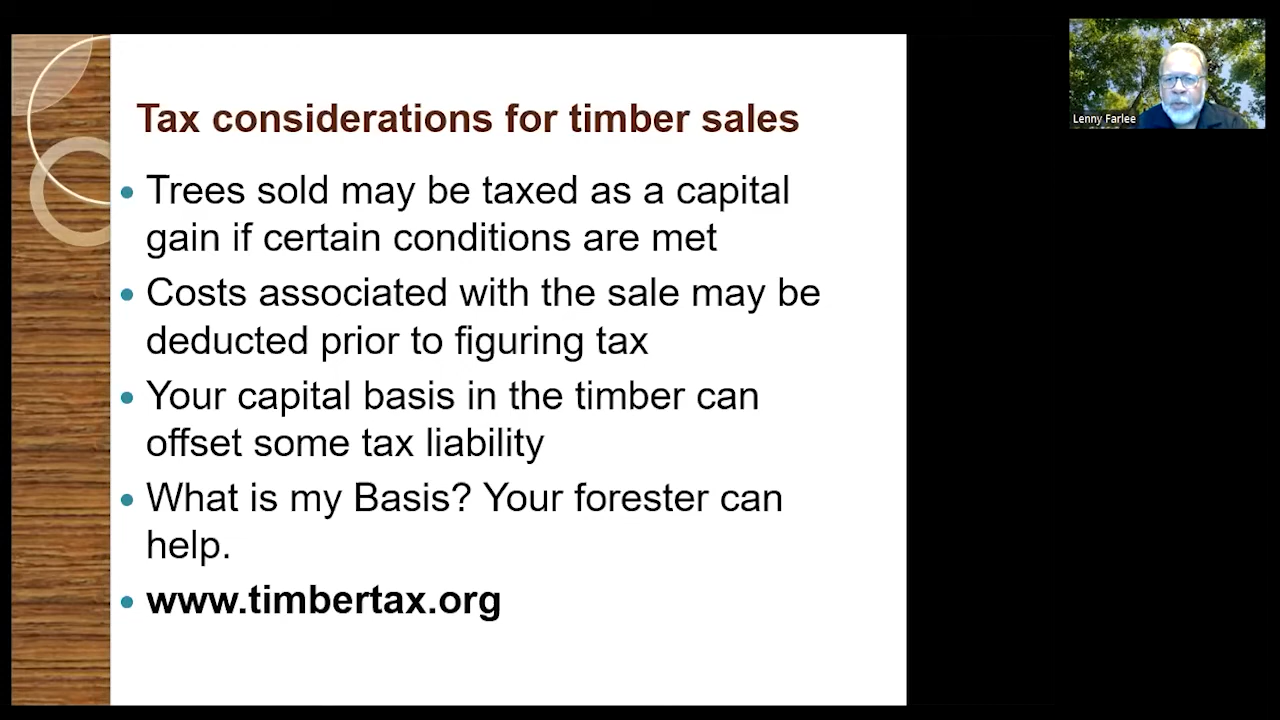 Tax considerations for timber sales
Trees sold may be taxed as a capital
gain if certain conditions are met
Costs associated with the sale may be
deducted prior to figuring tax
Your capital basis in the timber can
offset some tax liability
What is my Basis? Your forester can
help.
www.timbertax.org
Lenny Farlee